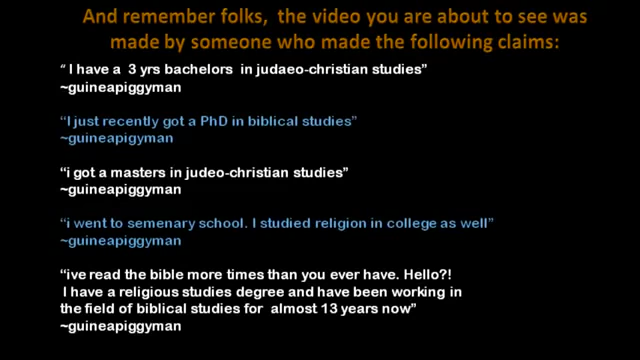 And remember folks, the video you are about to see was
made by someone who made the following claims:
“ I have a 3 yrs bachelors in judaeo-christian studies”
~guineapiggyman
“I just recently got a PhD in biblical studies”
~guineapigyman
“i got a masters in judeo-christian studies”
~guineapiggyman
“i went to semenary school. I studied religion in college as well”
~guineapiggyman
“ive read the bible more times than you ever have. Hello?!
I have a religious studies degree and have been working in
the field of biblical studies for almost 13 years now”
~guineapiggyman